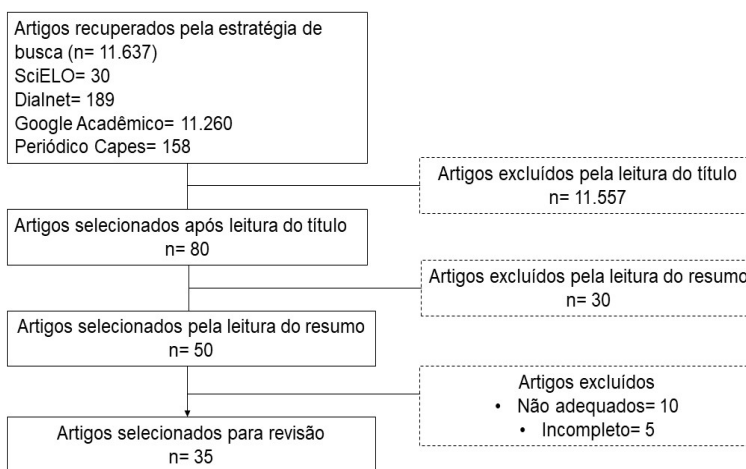 Artigos recuperados pela estratégia de
busca (n= 11.637)
SciELO= 30
Dialnet= 189
Google Acadêmico= 11.260
Periódico Capes= 158
Artigos excluídos pela leitura do título
n= 11.557
Artigos selecionados após leitura do título
n= 80
Artigos excluídos pela leitura do resumo
n= 30
Artigos selecionados pela leitura do resumo
n= 50
Artigos excluídos
• Não adequados= 10
• Incompleto= 5
Artigos selecionados para revisão
n= 35